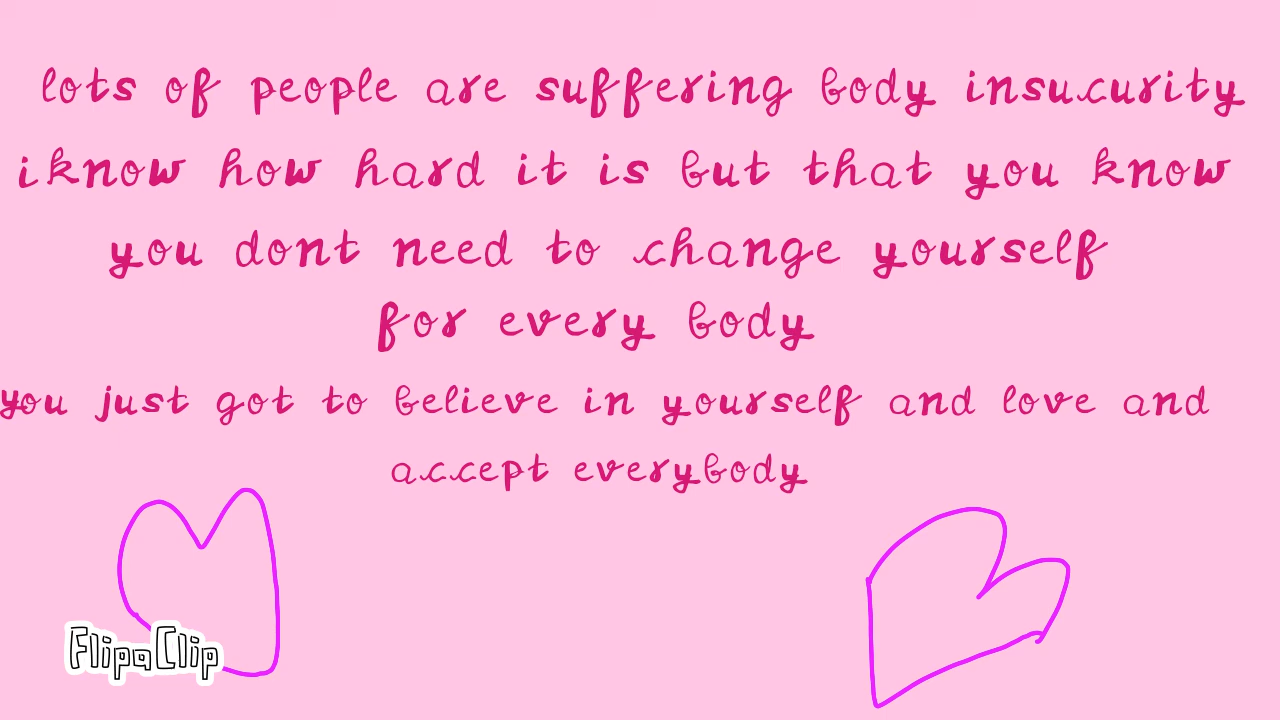 lots of people are suffering body insucurity
iknow how hard it is but that you know
you dont need to change yourself
for every body
you just got to believe in yourself and love and
accept everybody
FlipaClip